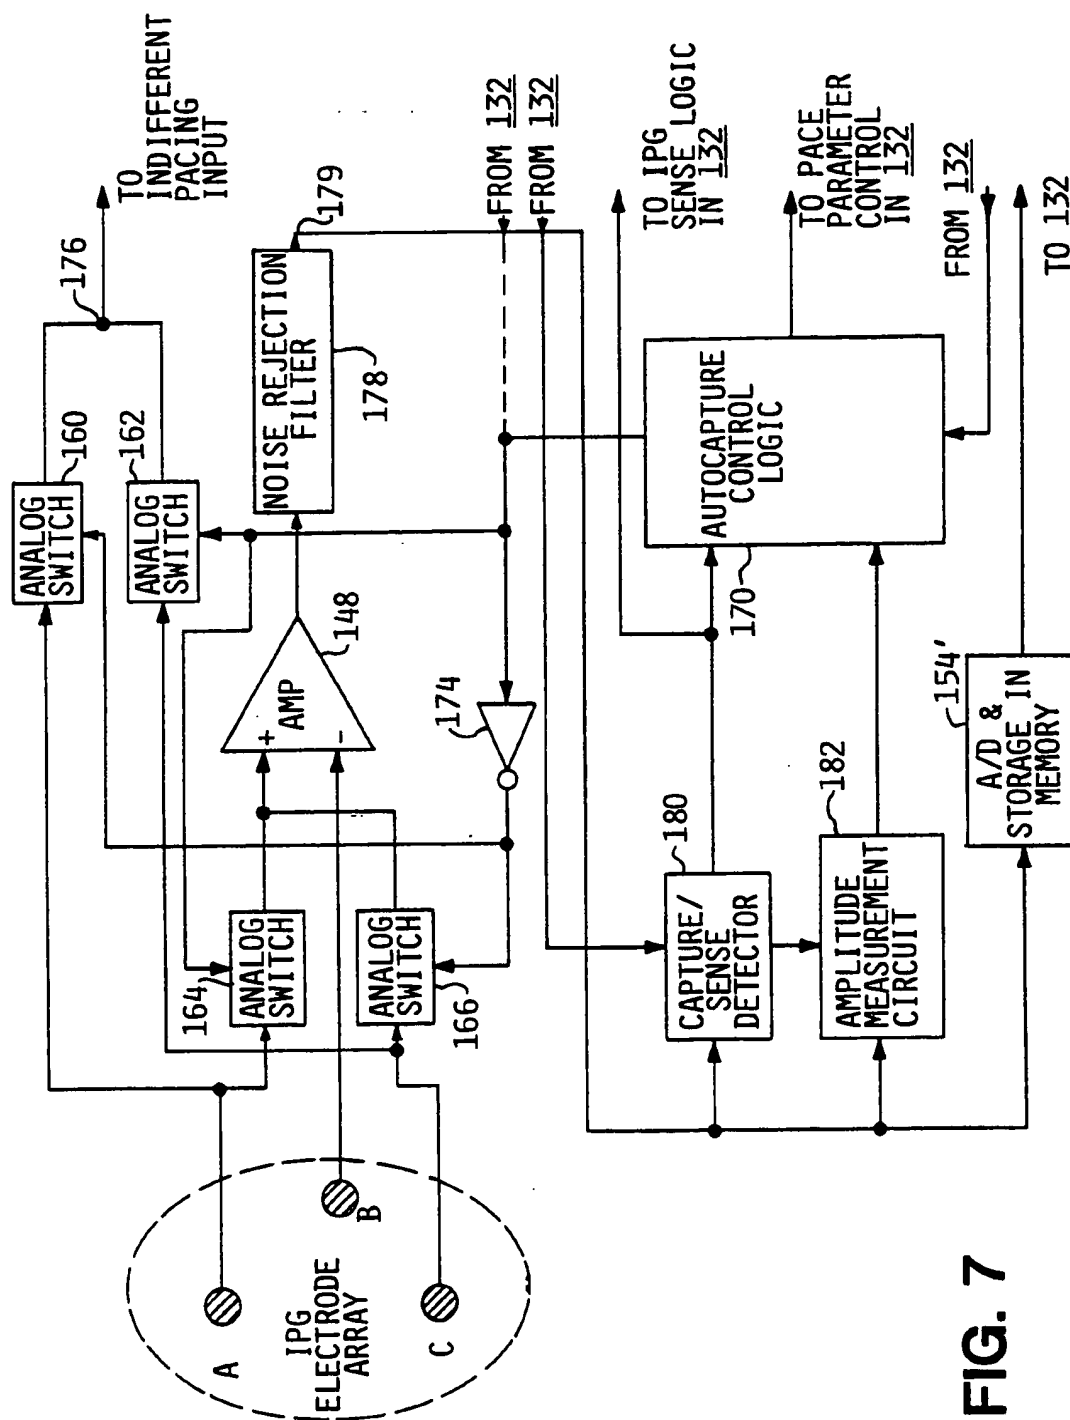 TO
INDIFFERENT
PACING
INPUT
176
160
ANALOG
SWITCH
162
ANALOG
SWITCH
NOISE REJECTION
FILTER
178
179
FROM 132
FROM 132
TO IPG
SENSE LOGIC
IN 132
TO PACE
PARAMETER
CONTROL
IN 132
FROM 132
TO 132
AUTOCAPTURE
CONTROL
LOGIC
170
148
AMP
+
-
174
164
ANALOG
SWITCH
ANALOG
SWITCH
166
180
CAPTURE/
SENSE
DETECTOR
182
AMPLITUDE
MEASUREMENT
CIRCUIT
154'
A/D &
STORAGE IN
MEMORY
A
B
C
IPG
ELECTRODE
ARRAY
FIG. 7